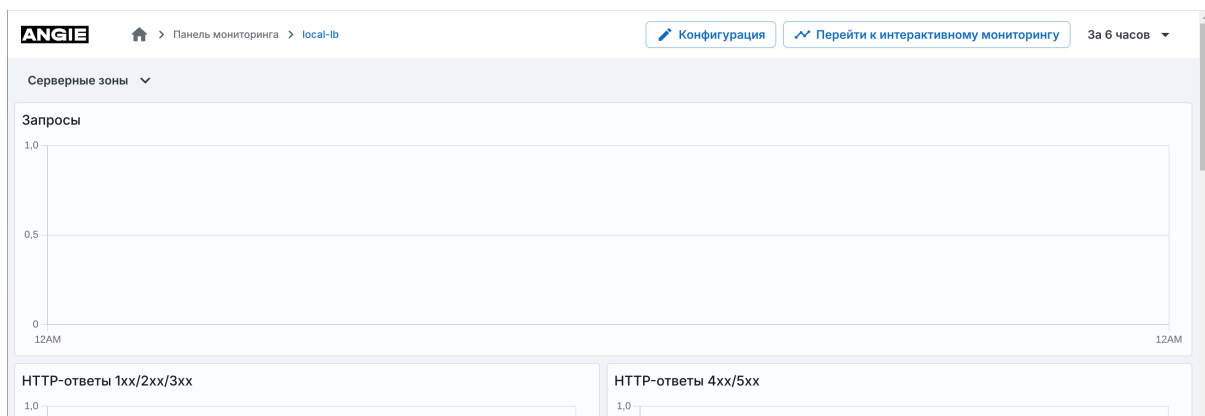 ANGIE
Панель мониторинга
local-lb
Конфигурация
Перейти к интерактивному мониторингу
За 6 часов
Серверные зоны
Запросы
1,0
0,5
0
12AM 12AM
HTTP-ответы 1xx/2xx/3xx
1,0
HTTP-ответы 4xx/5xx
1,0